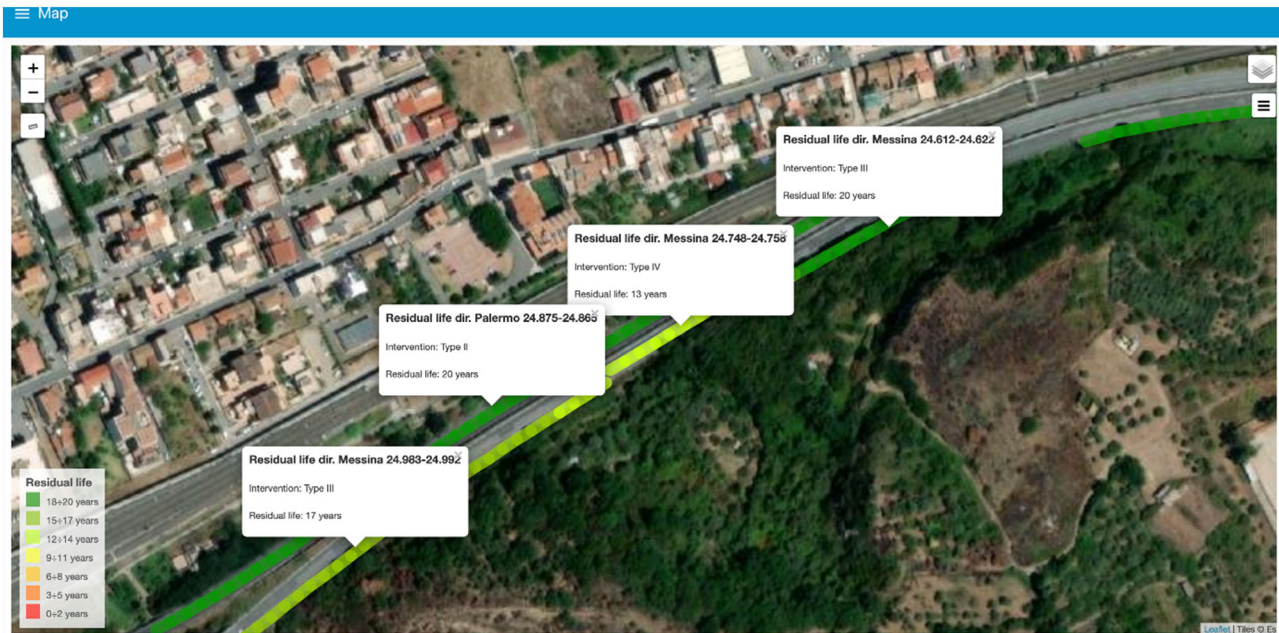 Map
+
−
Residual life dir. Messina 24.612-24.622
×
Intervention: Type III
Residual life: 20 years
Residual life dir. Messina 24.748-24.758
×
Intervention: Type IV
Residual life: 13 years
Residual life dir. Palermo 24.875-24.865
×
Intervention: Type II
Residual life: 20 years
Residual life dir. Messina 24.983-24.992
×
Intervention: Type III
Residual life: 17 years
Residual life
18÷20 years
15÷17 years
12÷14 years
9÷11 years
6÷8 years
3÷5 years
0÷2 years
Leaflet | Tiles © Es